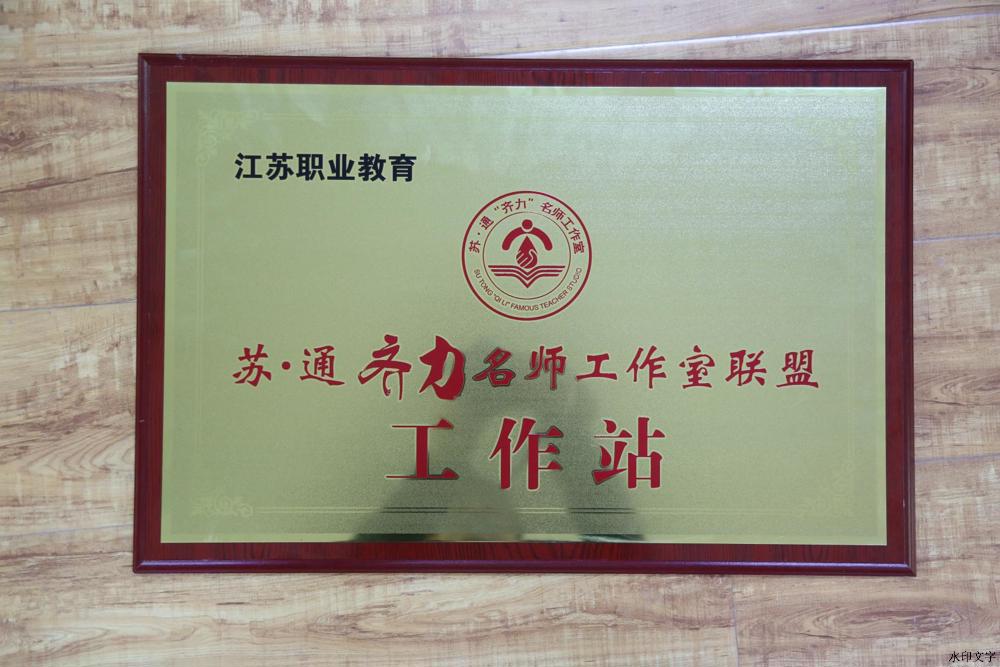 江苏职业教育
苏·通“齐力”名师工作室
SU TONG "QI LI" FAMOUS TEACHER STUDIO
苏·通齐力名师工作室联盟
工作站
水印文字